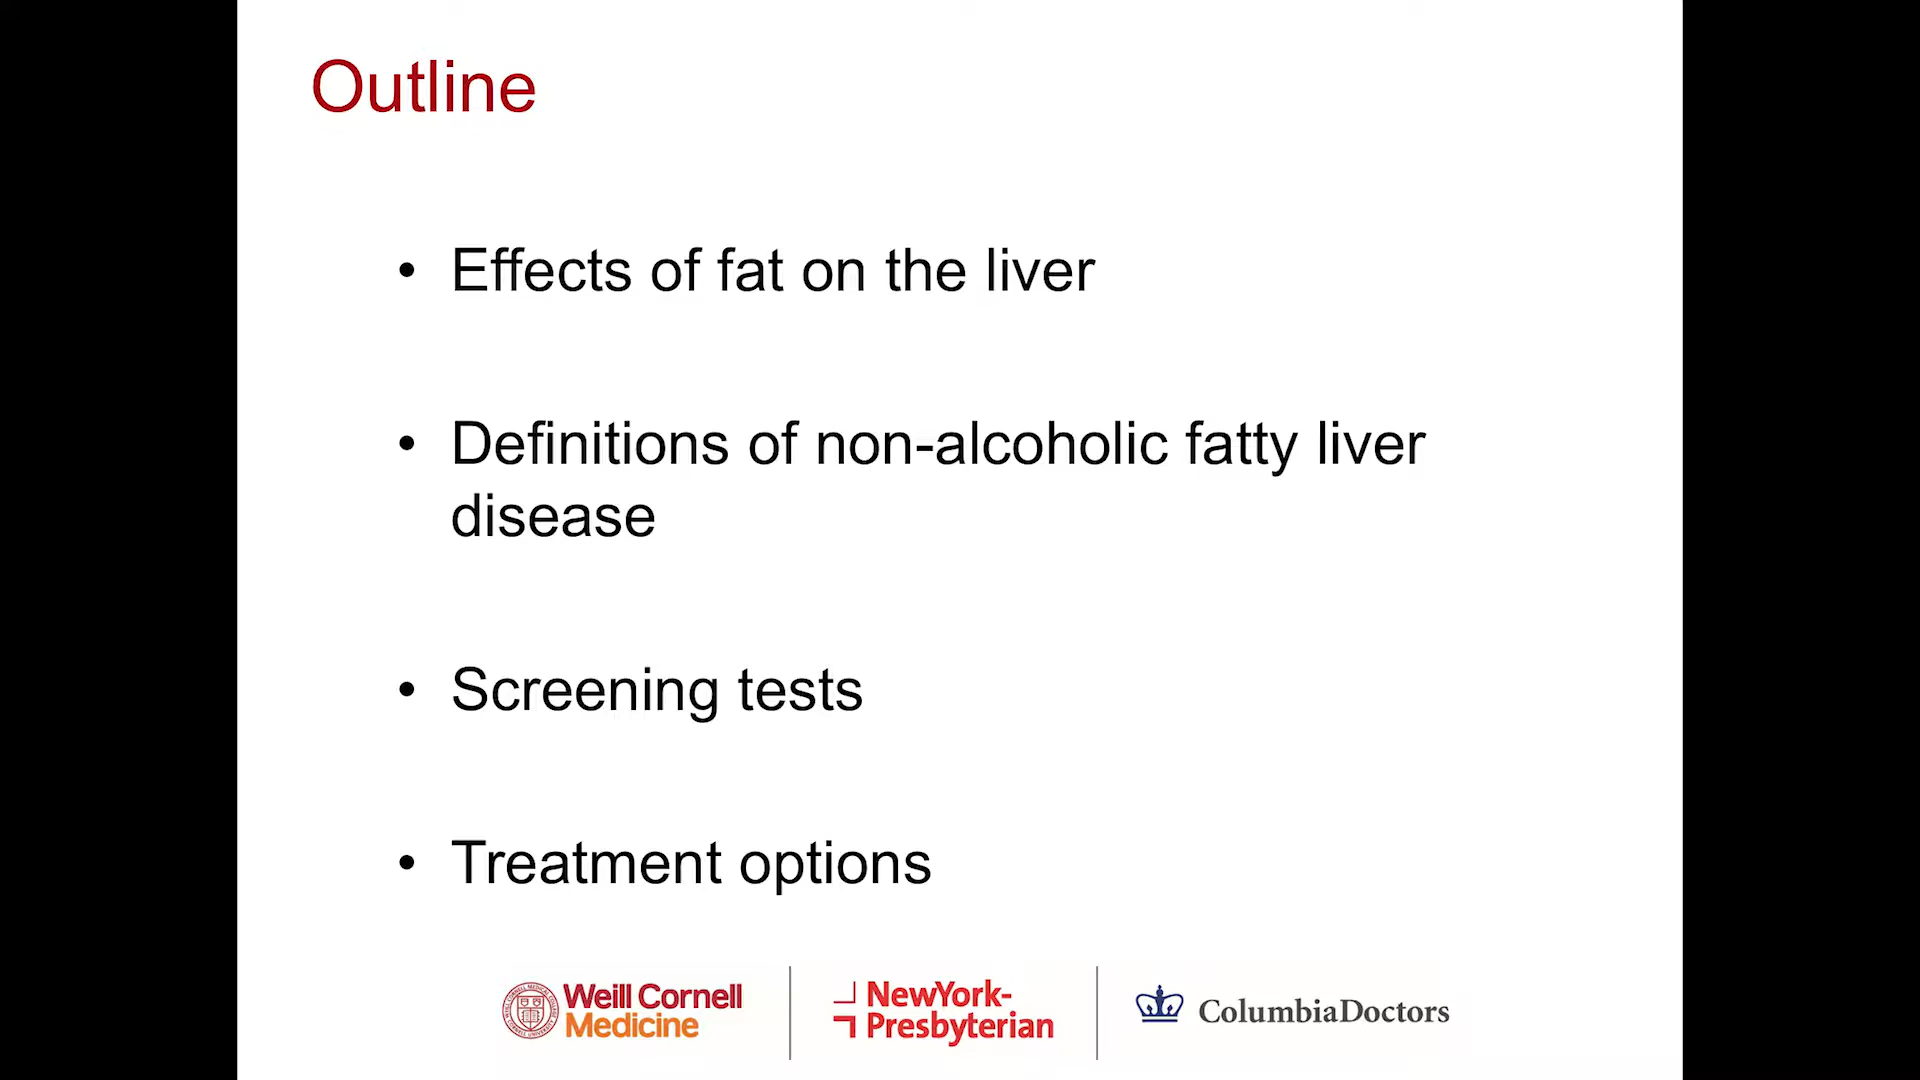 Outline
• Effects of fat on the liver
• Definitions of non-alcoholic fatty liver
disease
• Screening tests
• Treatment options
Weill Cornell
Medicine
NewYork-
Presbyterian
ColumbiaDoctors